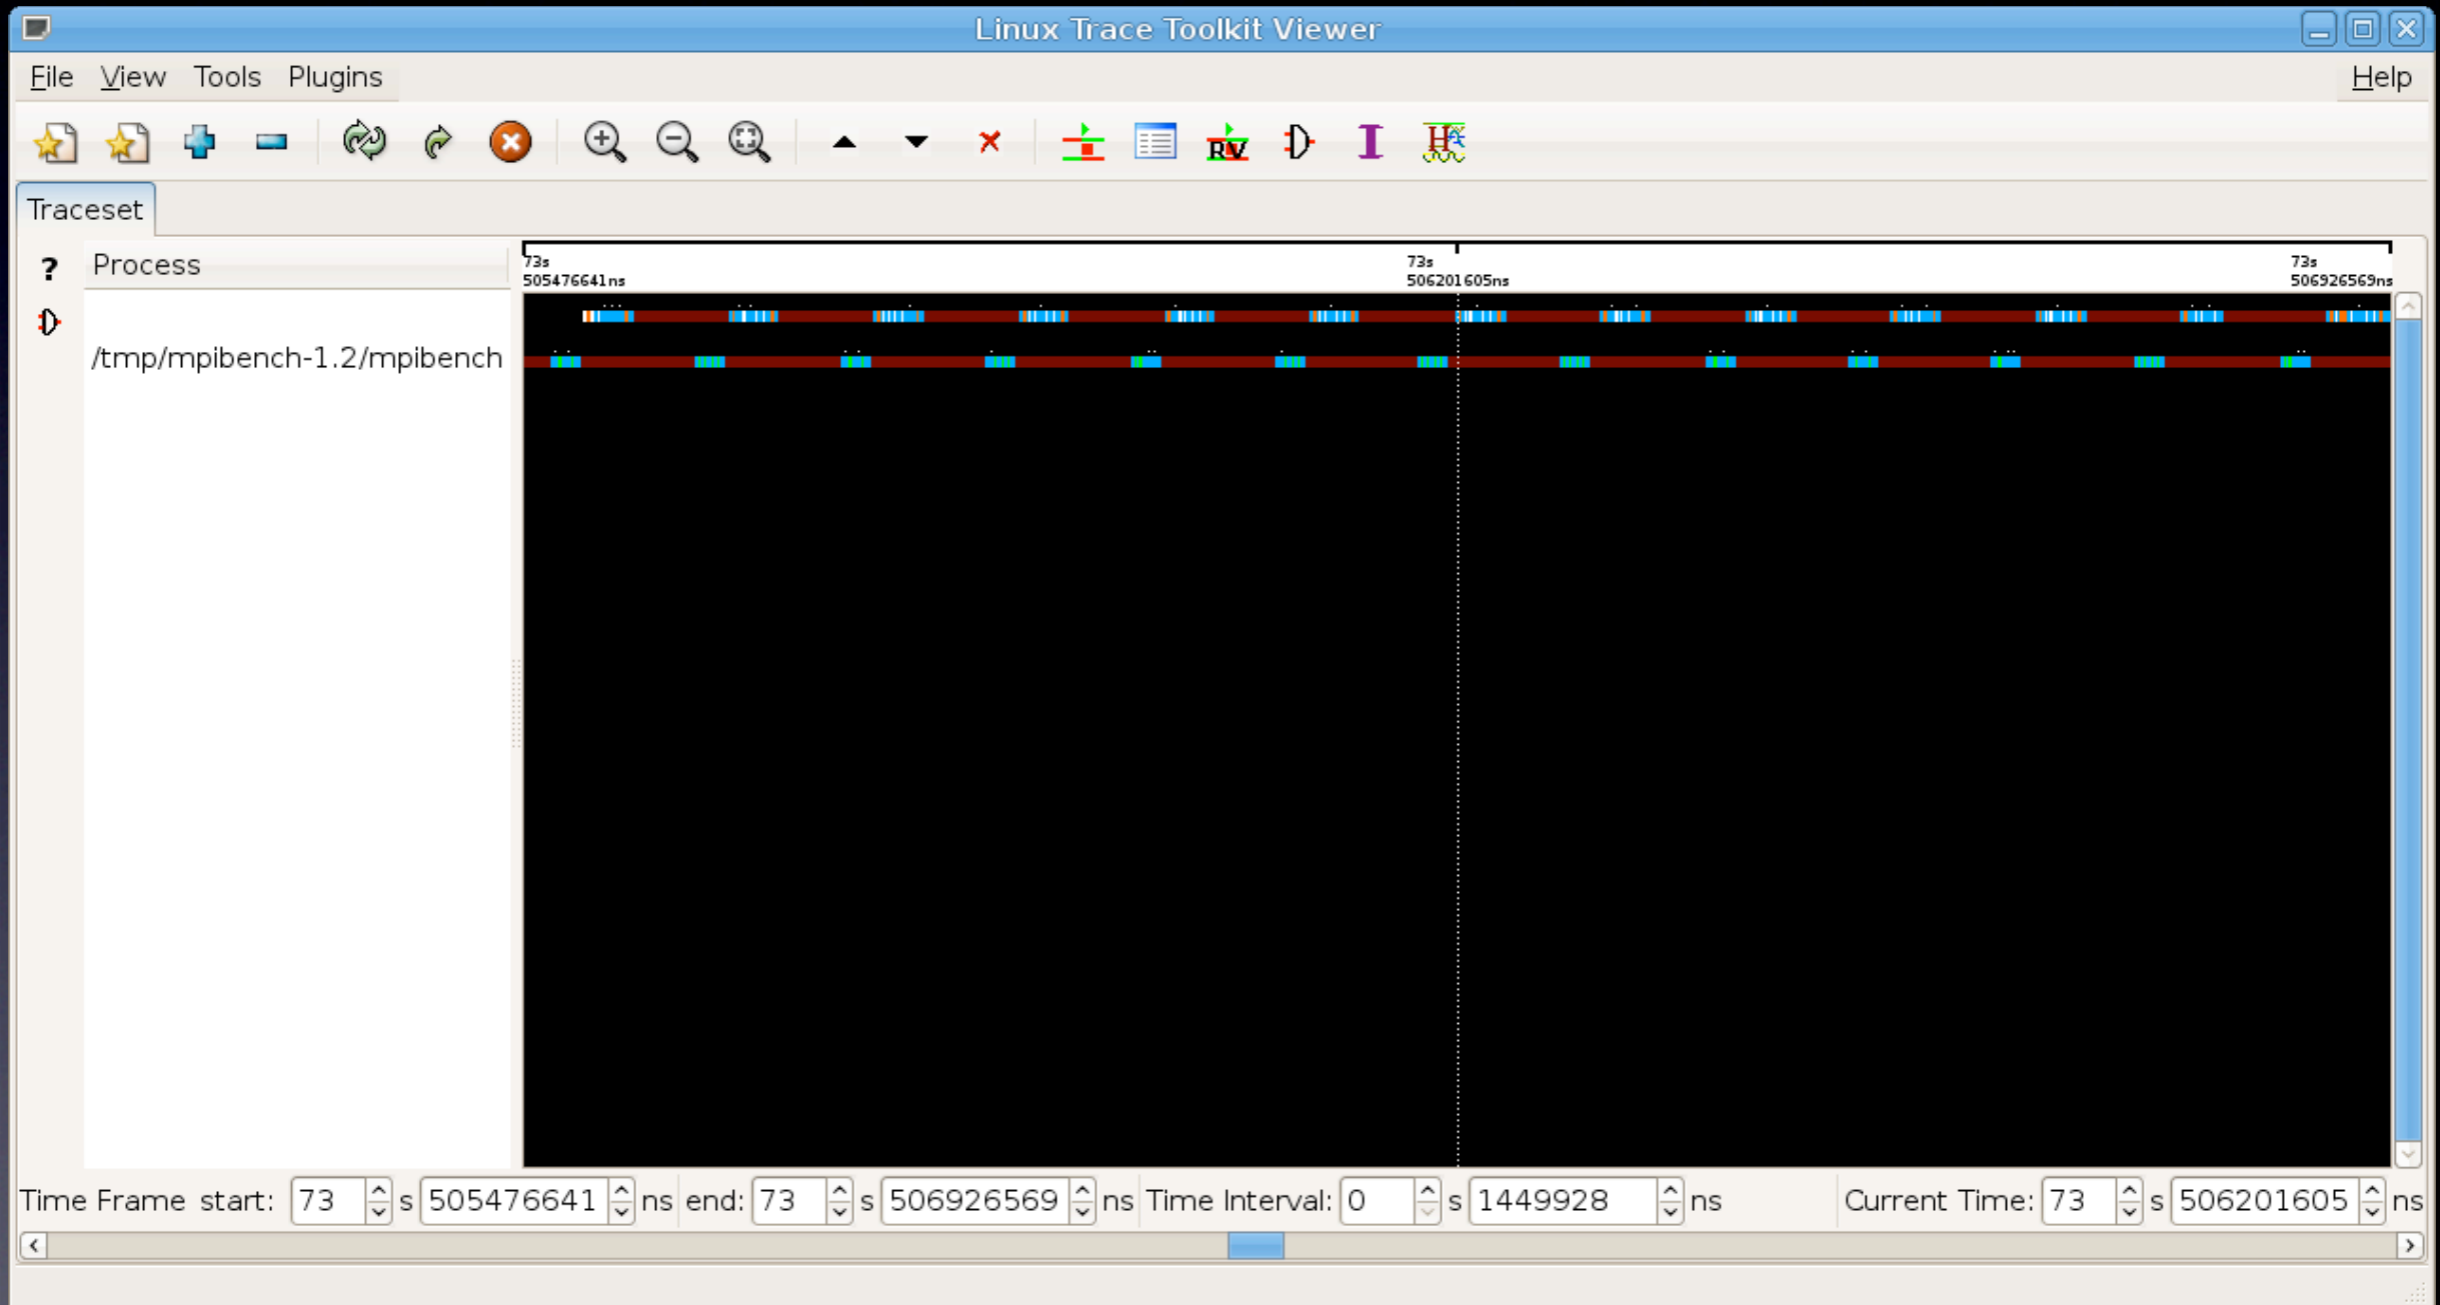 Linux Trace Toolkit Viewer
File View Tools Plugins Help
RV H
Traceset
? Process
73s 73s 73s
505476641ns 506201605ns 506926569ns
/tmp/mpibench-1.2/mpibench
Time Frame start: 73 s 505476641 ns end: 73 s 506926569 ns Time Interval: 0 s 1449928 ns Current Time: 73 s 506201605 ns